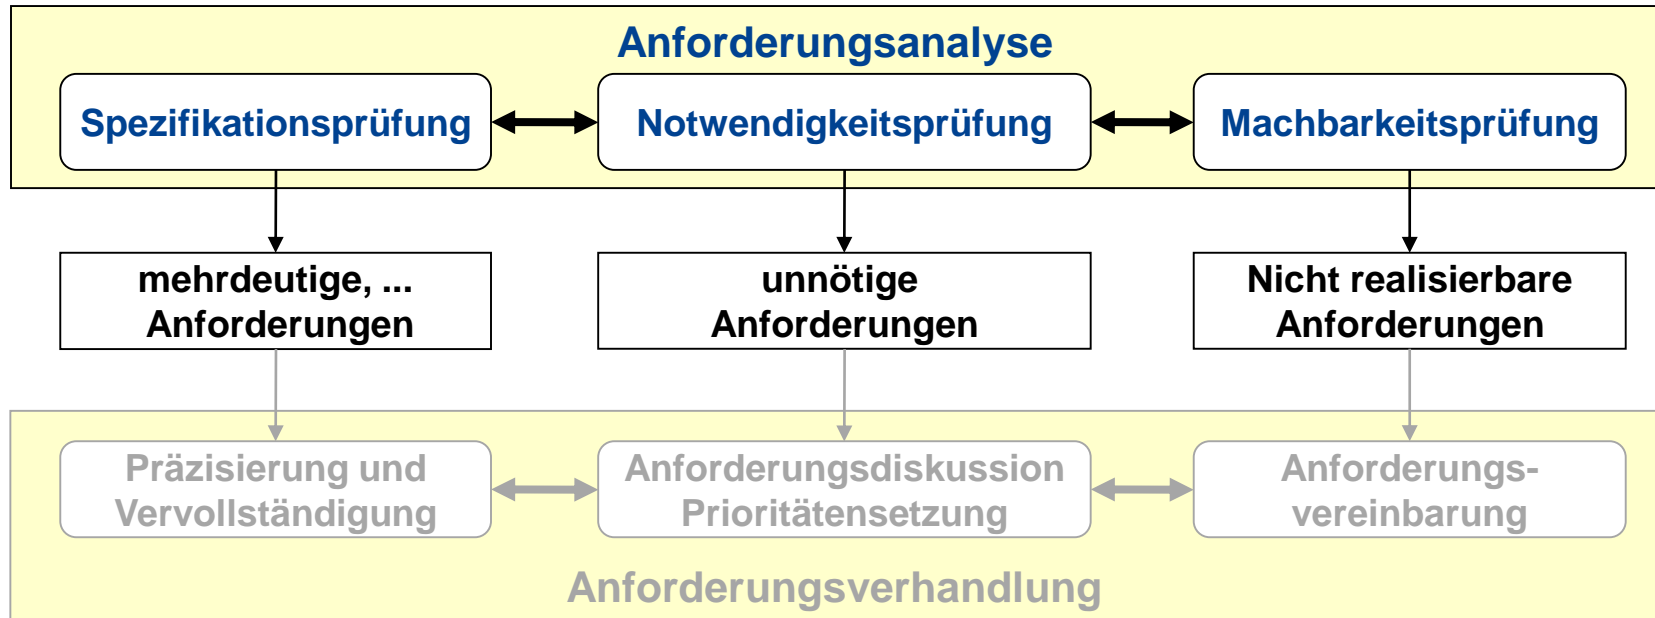 Anforderungsanalyse
Spezifikationsprüfung
Notwendigkeitsprüfung
Machbarkeitsprüfung
mehrdeutige, ...
Anforderungen
unnötige
Anforderungen
Nicht realisierbare
Anforderungen
Präzisierung und
Vervollständigung
Anforderungsdiskussion
Prioritätensetzung
Anforderungs-
vereinbarung
Anforderungsverhandlung